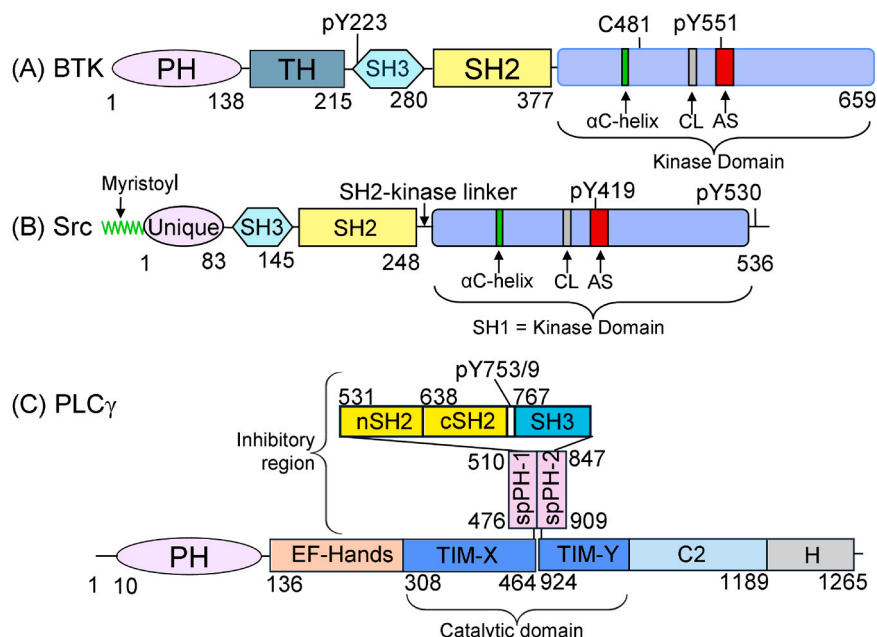 pY223
C481
pY551
(A) BTK
PH
TH
SH3
SH2
1
138
215
280
377
659
αC-helix
CL
AS
Kinase Domain
Myristoyl
SH2-kinase linker
pY419
pY530
(B) Src
Unique
SH3
SH2
1
83
145
248
536
αC-helix
CL
AS
SH1 = Kinase Domain
pY753/9
(C) PLCγ
531
638
767
nSH2
cSH2
SH3
Inhibitory
region
510
847
spPH-1
spPH-2
476
909
PH
EF-Hands
TIM-X
TIM-Y
C2
H
1
10
136
308
464
924
1189
1265
Catalytic domain